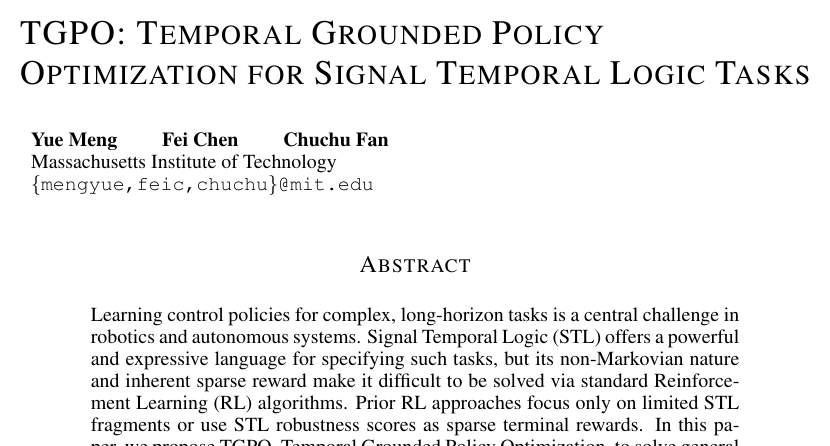 TGPO: TEMPORAL GROUNDED POLICY
OPTIMIZATION FOR SIGNAL TEMPORAL LOGIC TASKS
Yue Meng Fei Chen Chuchu Fan
Massachusetts Institute of Technology
{mengyue,feic,chuchu}@mit.edu
ABSTRACT
Learning control policies for complex, long-horizon tasks is a central challenge in
robotics and autonomous systems. Signal Temporal Logic (STL) offers a powerful
and expressive language for specifying such tasks, but its non-Markovian nature
and inherent sparse reward make it difficult to be solved via standard Reinforce-
ment Learning (RL) algorithms. Prior RL approaches focus only on limited STL
fragments or use STL robustness scores as sparse terminal rewards. In this pa-
per, we propose TGPO, Temporal Grounded Policy Optimization, to solve general